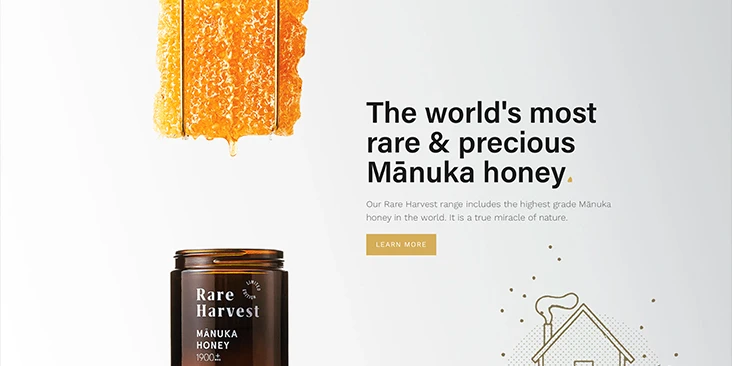 The world's most
rare & precious
Mānuka honey.
Our Rare Harvest range includes the highest grade Mānuka
honey in the world. It is a true miracle of nature.
LEARN MORE
Rare
Harvest
LIMITED
EDITION
MĀNUKA
HONEY
1900+